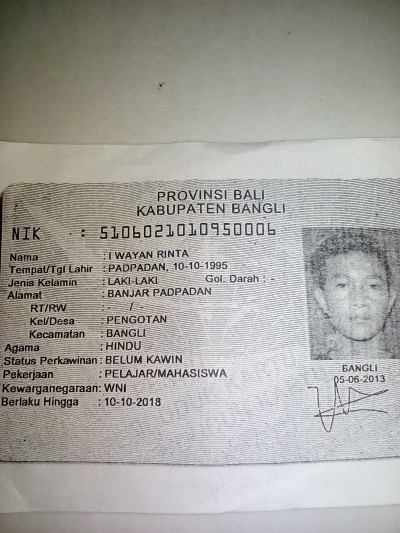 PROVINSI BALI
KABUPATEN BANGLI
NIK : 5106021010950006
Nama : I WAYAN RINTA
Tempat/Tgl Lahir : PADPADAN, 10-10-1995
Jenis Kelamin : LAKI-LAKI Gol. Darah : -
Alamat : BANJAR PADPADAN
RT/RW : - /
Kel/Desa : PENGOTAN
Kecamatan : BANGLI
Agama : HINDU
Status Perkawinan : BELUM KAWIN
Pekerjaan : PELAJAR/MAHASISWA
Kewarganegaraan : WNI
Berlaku Hingga : 10-10-2018
BANGLI
05-06-2013